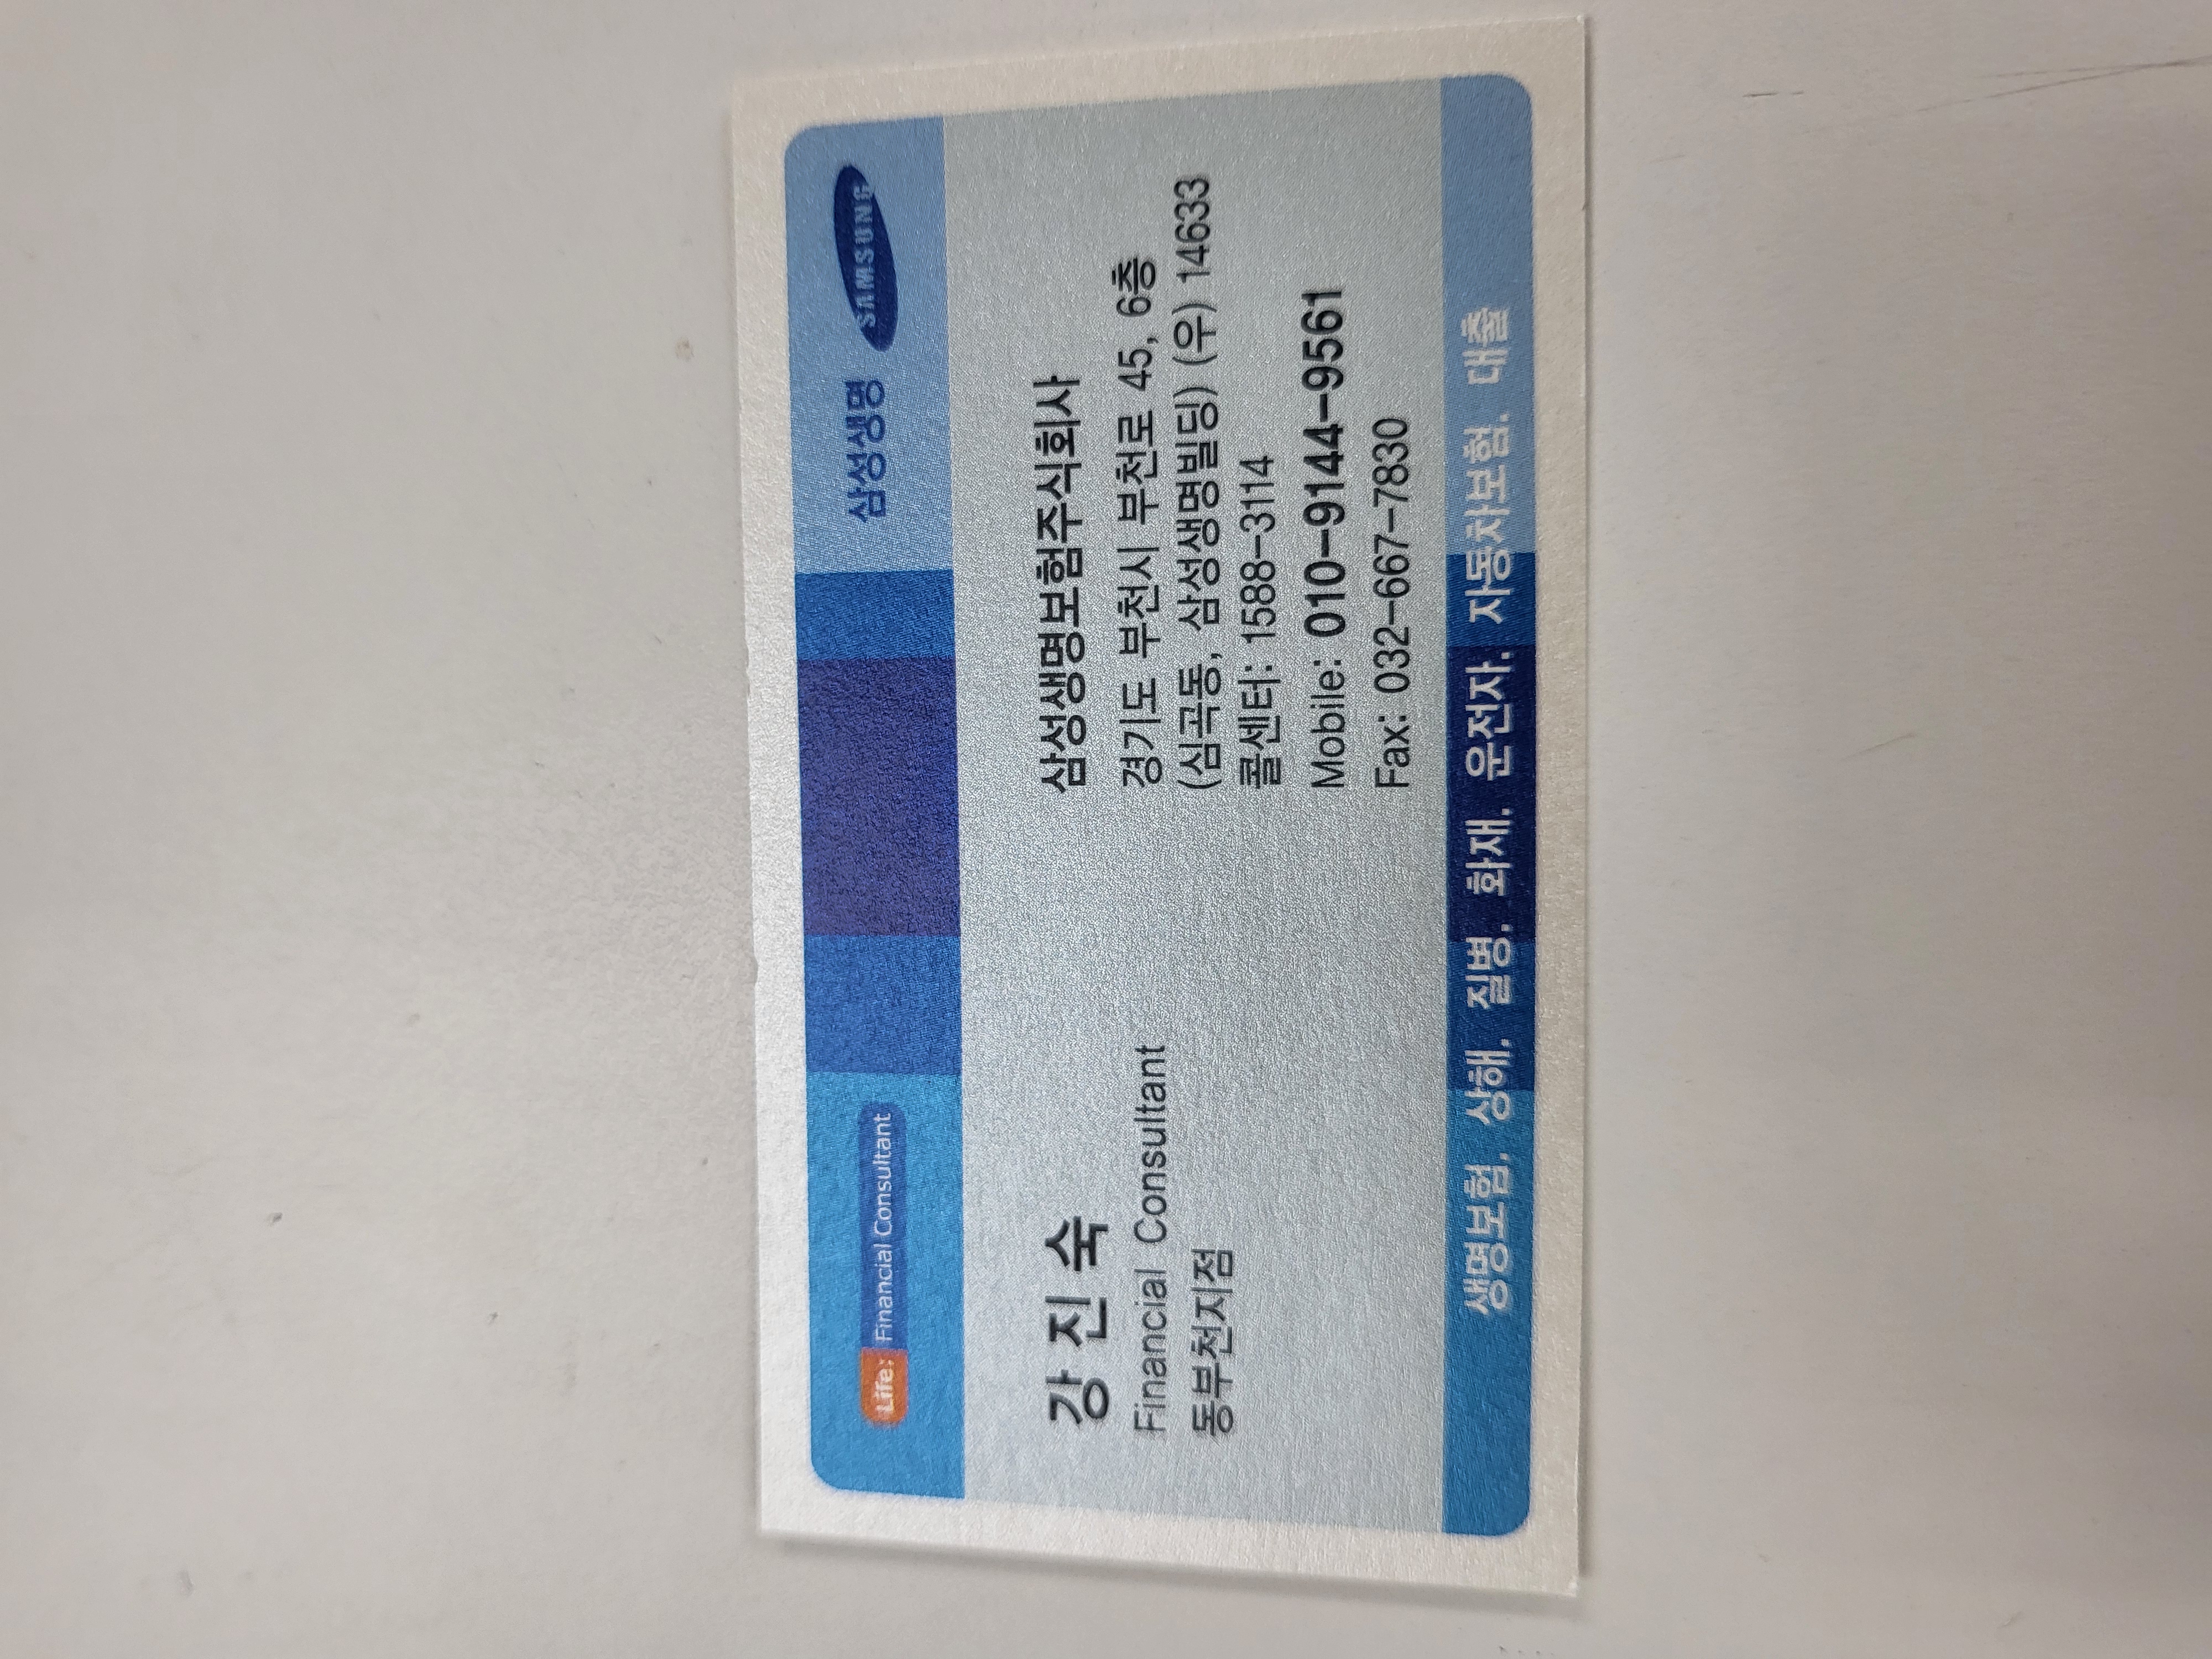 Life: Financial Consultant
삼성생명 SAMSUNG
강진숙
Financial Consultant
동부천지점
삼성생명보험주식회사
경기도 부천시 부천로 45, 6층
(심곡동, 삼성생명빌딩) (우) 14633
콜센터: 1588-3114
Mobile: 010-9144-9561
Fax: 032-667-7830
생명보험. 상해. 질병. 화재. 운전자. 자동차보험. 대출